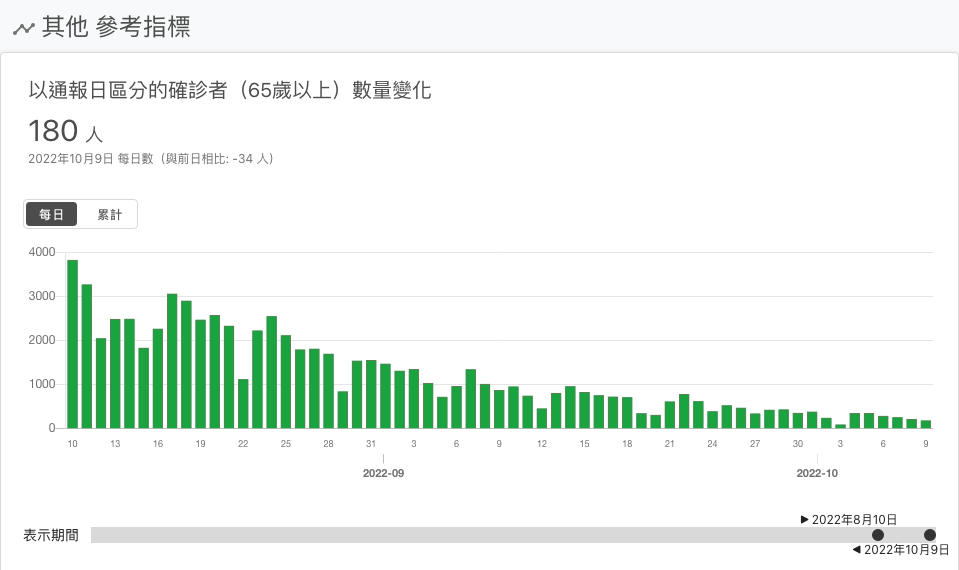 其他 參考指標
以通報日區分的確診者（65歲以上）數量變化
180 人
2022年10月9日 每日數（與前日相比: -34 人）
每日 累計
4000
3000
2000
1000
0
10 13 16 19 22 25 28 31 3 6 9 12 15 18 21 24 27 30 3 6 9
2022-09 2022-10
2022年8月10日
表示期間
2022年10月9日